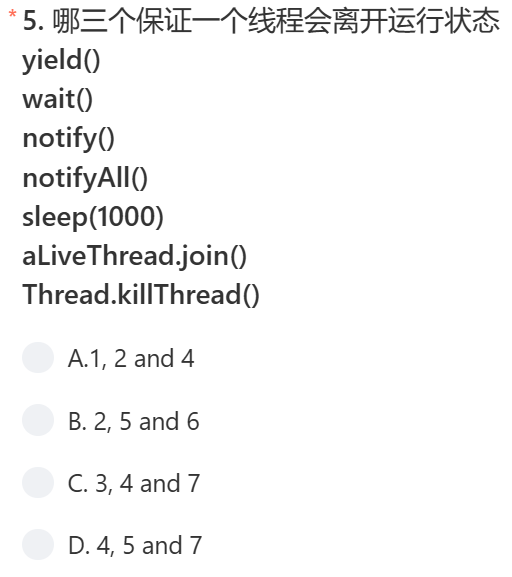 * 5. 哪三个保证一个线程会离开运行状态
yield()
wait()
notify()
notifyAll()
sleep(1000)
aLiveThread.join()
Thread.killThread()
A.1, 2 and 4
B. 2, 5 and 6
C. 3, 4 and 7
D. 4, 5 and 7